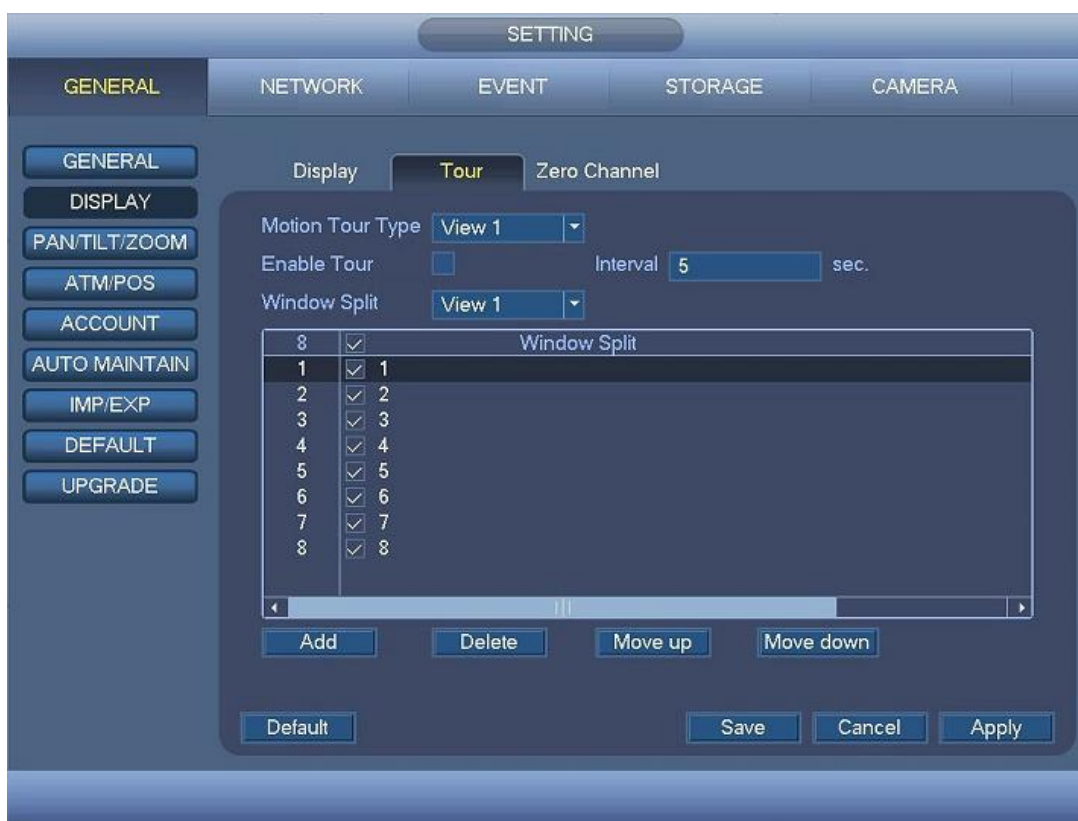 SETTING
GENERAL NETWORK EVENT STORAGE CAMERA
GENERAL
DISPLAY
PAN/TILT/ZOOM
ATM/POS
ACCOUNT
AUTO MAINTAIN
IMP/EXP
DEFAULT
UPGRADE
Display Tour Zero Channel
Motion Tour Type View 1
Enable Tour Interval 5 sec.
Window Split View 1
8 Window Split
1 1
2 2
3 3
4 4
5 5
6 6
7 7
8 8
Add Delete Move up Move down
Default Save Cancel Apply